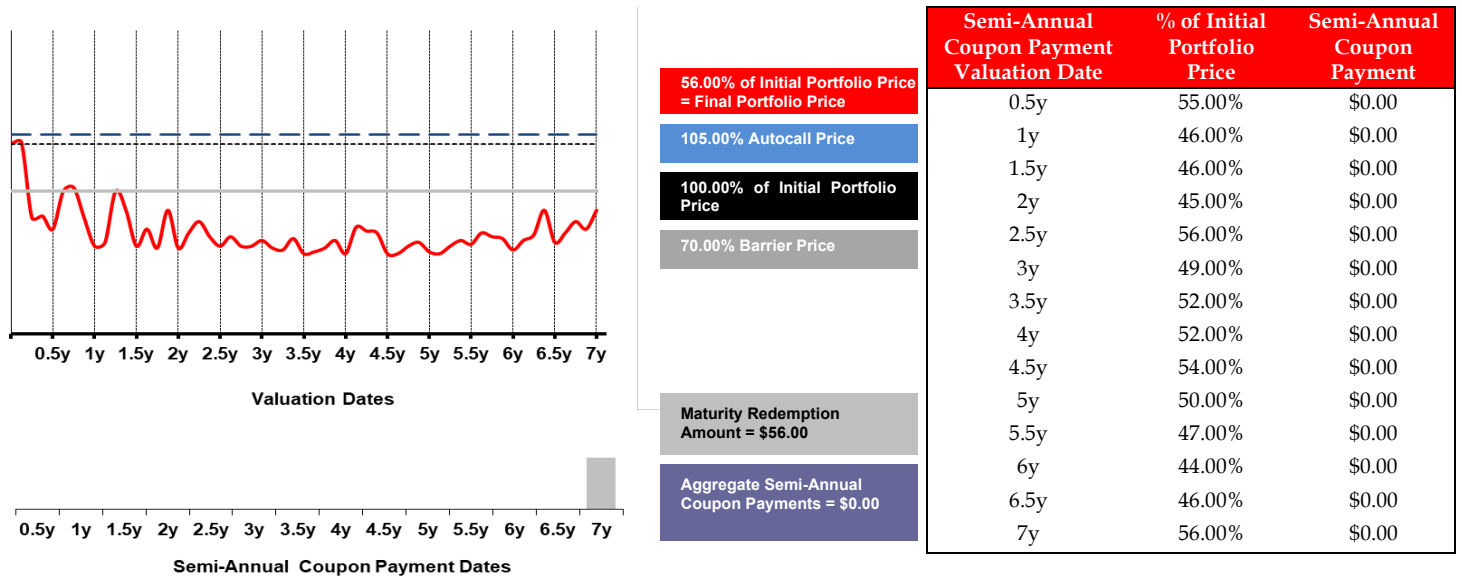 0.5y 1y 1.5y 2y 2.5y 3y 3.5y 4y 4.5y 5y 5.5y 6y 6.5y 7y
Valuation Dates
0.5y 1y 1.5y 2y 2.5y 3y 3.5y 4y 4.5y 5y 5.5y 6y 6.5y 7y
Semi-Annual Coupon Payment Dates
56.00% of Initial Portfolio Price
= Final Portfolio Price
105.00% Autocall Price
100.00% of Initial Portfolio
Price
70.00% Barrier Price
Maturity Redemption
Amount = $56.00
Aggregate Semi-Annual
Coupon Payments = $0.00
Semi-Annual % of Initial Semi-Annual
Coupon Payment Portfolio Coupon
Valuation Date Price Payment
0.5y 55.00% $0.00
1y 46.00% $0.00
1.5y 46.00% $0.00
2y 45.00% $0.00
2.5y 56.00% $0.00
3y 49.00% $0.00
3.5y 52.00% $0.00
4y 52.00% $0.00
4.5y 54.00% $0.00
5y 50.00% $0.00
5.5y 47.00% $0.00
6y 44.00% $0.00
6.5y 46.00% $0.00
7y 56.00% $0.00